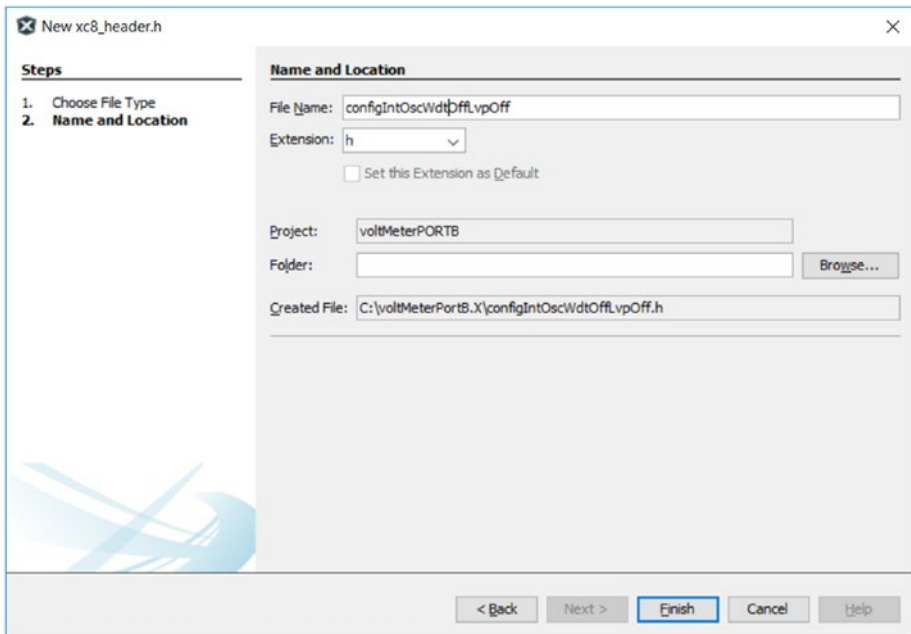 New xc8_header.h
Steps
1. Choose File Type
2. Name and Location
Name and Location
File Name: configIntOscWdtOffLvpOff
Extension: h
Set this Extension as Default
Project: voltMeterPORTB
Folder:
Browse...
Created File: C:\voltMeterPortB.X\configIntOscWdtOffLvpOff.h
< Back Next > Finish Cancel Help